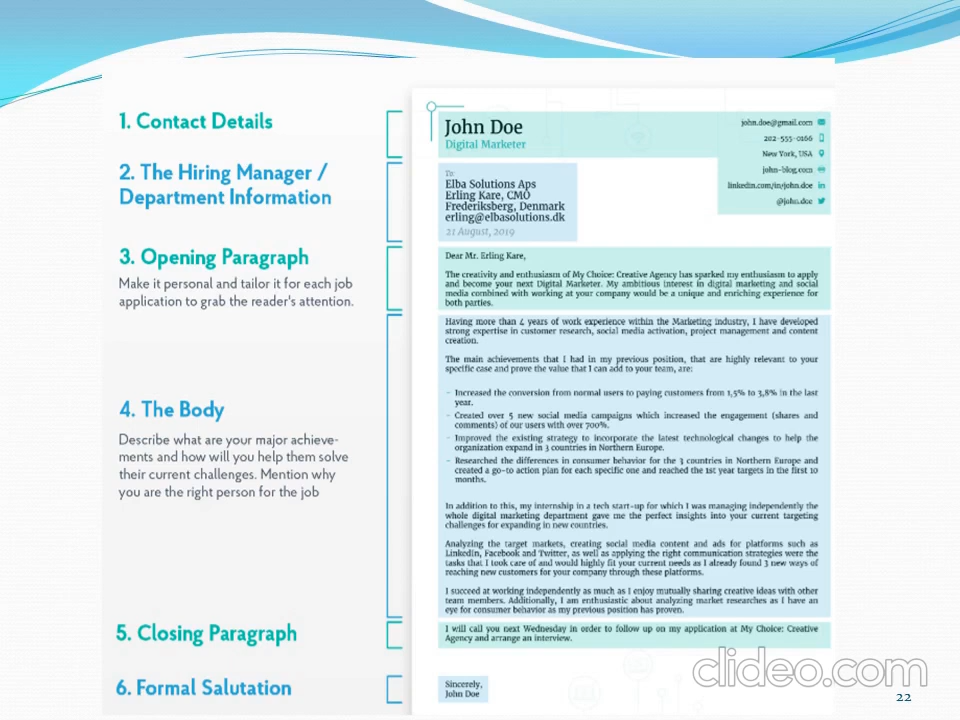 1. Contact Details
2. The Hiring Manager /
Department Information
3. Opening Paragraph
Make it personal and tailor it for each job
application to grab the reader's attention.
4. The Body
Describe what are your major achieve-
ments and how will you help them solve
their current challenges. Mention why
you are the right person for the job
5. Closing Paragraph
6. Formal Salutation
John Doe
Digital Marketer
john.doe@gmail.com
202-555-0166
New York, USA
john-blog.com
linkedin.com/in/john.doe
@john.doe
To:
Elba Solutions Aps
Erling Kare, CMO
Frederiksberg, Denmark
erling@elbasolutions.dk
21 August, 2019
Dear Mr. Erling Kare,
The creativity and enthusiasm of My Choice: Creative Agency has sparked my enthusiasm to apply
and become your next Digital Marketer. My ambitious interest in digital marketing and social
media combined with working at your company would be a unique and enriching experience for
both parties.
Having more than 4 years of work experience within the Marketing industry, I have developed
strong expertise in customer research, social media activation, project management and content
creation.
The main achievements that I had in my previous position, that are highly relevant to your
specific case and prove the value that I can add to your team, are:
- Increased the conversion from normal users to paying customers from 1,5% to 3,8% in the last
year.
- Created over 5 new social media campaigns which increased the engagement (shares and
comments) of our users with over 700%.
- Improved the existing strategy to incorporate the latest technological changes to help the
organization expand in 3 countries in Northern Europe.
- Researched the differences in consumer behavior for the 3 countries in Northern Europe and
created a go-to action plan for each specific one and reached the 1st year targets in the first 10
months.
In addition to this, my internship in a tech start-up for which I was managing independently the
whole digital marketing department gave me the perfect insights into your current targeting
challenges for expanding in new countries.
Analyzing the target markets, creating social media content and ads for platforms such as
LinkedIn, Facebook and Twitter, as well as applying the right communication strategies were the
tasks that I took care of and would highly fit your current needs as I already found 3 new ways of
reaching new customers for your company through these platforms.
I succeed at working independently as much as I enjoy mutually sharing creative ideas with other
team members. Additionally, I am enthusiastic about analyzing market researches as I have an
eye for consumer behavior as my previous position has proven.
I will call you next Wednesday in order to follow up on my application at My Choice: Creative
Agency and arrange an interview.
Sincerely,
John Doe
clideo.com
22